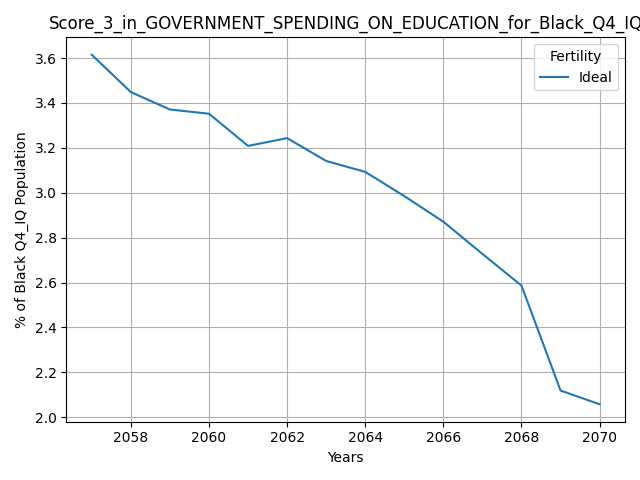 Score_3_in_GOVERNMENT_SPENDING_ON_EDUCATION_for_Black_Q4_IQ
Fertility
Ideal
% of Black Q4_IQ Population
3.6
3.4
3.2
3.0
2.8
2.6
2.4
2.2
2.0
2058 2060 2062 2064 2066 2068 2070
Years